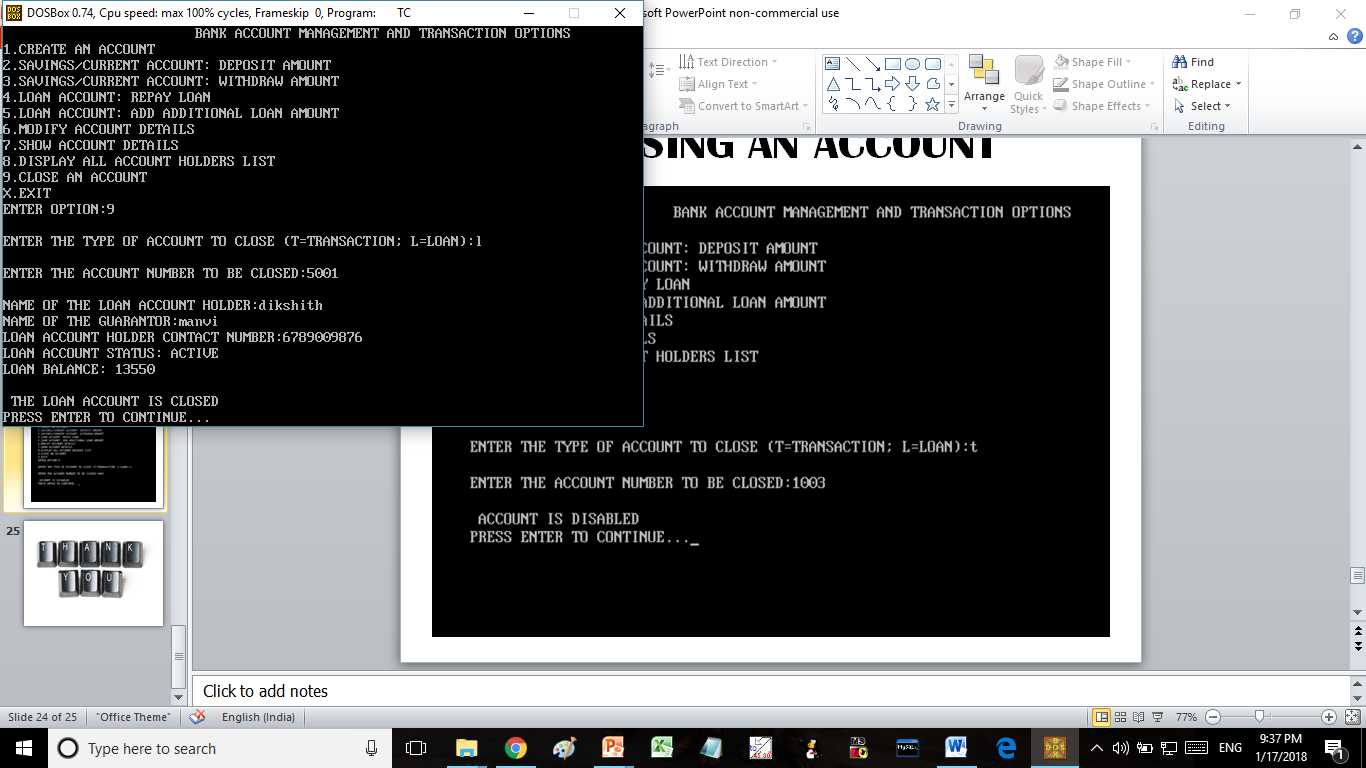 DOSBox 0.74, Cpu speed: max 100% cycles, Frameskip 0, Program: TC
BANK ACCOUNT MANAGEMENT AND TRANSACTION OPTIONS
1.CREATE AN ACCOUNT
2.SAVINGS/CURRENT ACCOUNT: DEPOSIT AMOUNT
3.SAVINGS/CURRENT ACCOUNT: WITHDRAW AMOUNT
4.LOAN ACCOUNT: REPAY LOAN
5.LOAN ACCOUNT: ADD ADDITIONAL LOAN AMOUNT
6.MODIFY ACCOUNT DETAILS
7.SHOW ACCOUNT DETAILS
8.DISPLAY ALL ACCOUNT HOLDERS LIST
9.CLOSE AN ACCOUNT
X.EXIT
ENTER OPTION:9
ENTER THE TYPE OF ACCOUNT TO CLOSE (T=TRANSACTION; L=LOAN):l
ENTER THE ACCOUNT NUMBER TO BE CLOSED:5001
NAME OF THE LOAN ACCOUNT HOLDER:dikshith
NAME OF THE GUARANTOR:manvi
LOAN ACCOUNT HOLDER CONTACT NUMBER:6789009876
LOAN ACCOUNT STATUS: ACTIVE
LOAN BALANCE: 13550
THE LOAN ACCOUNT IS CLOSED
PRESS ENTER TO CONTINUE...
soft PowerPoint non-commercial use
Text Direction
Align Text
Convert to SmartArt
agraph
Arrange
Quick Styles
Shape Fill
Shape Outline
Shape Effects
Drawing
Find
Replace
Select
Editing
SING AN ACCOUNT
BANK ACCOUNT MANAGEMENT AND TRANSACTION OPTIONS
OUNT: DEPOSIT AMOUNT
OUNT: WITHDRAW AMOUNT
Y LOAN
ADDITIONAL LOAN AMOUNT
AILS
LS
T HOLDERS LIST
ENTER THE TYPE OF ACCOUNT TO CLOSE (T=TRANSACTION; L=LOAN):t
ENTER THE ACCOUNT NUMBER TO BE CLOSED:1003
ACCOUNT IS DISABLED
PRESS ENTER TO CONTINUE..._
25
THANK
YOU
Click to add notes
Slide 24 of 25
"Office Theme"
English (India)
77%
Type here to search
ENG
9:37 PM
1/17/2018
1